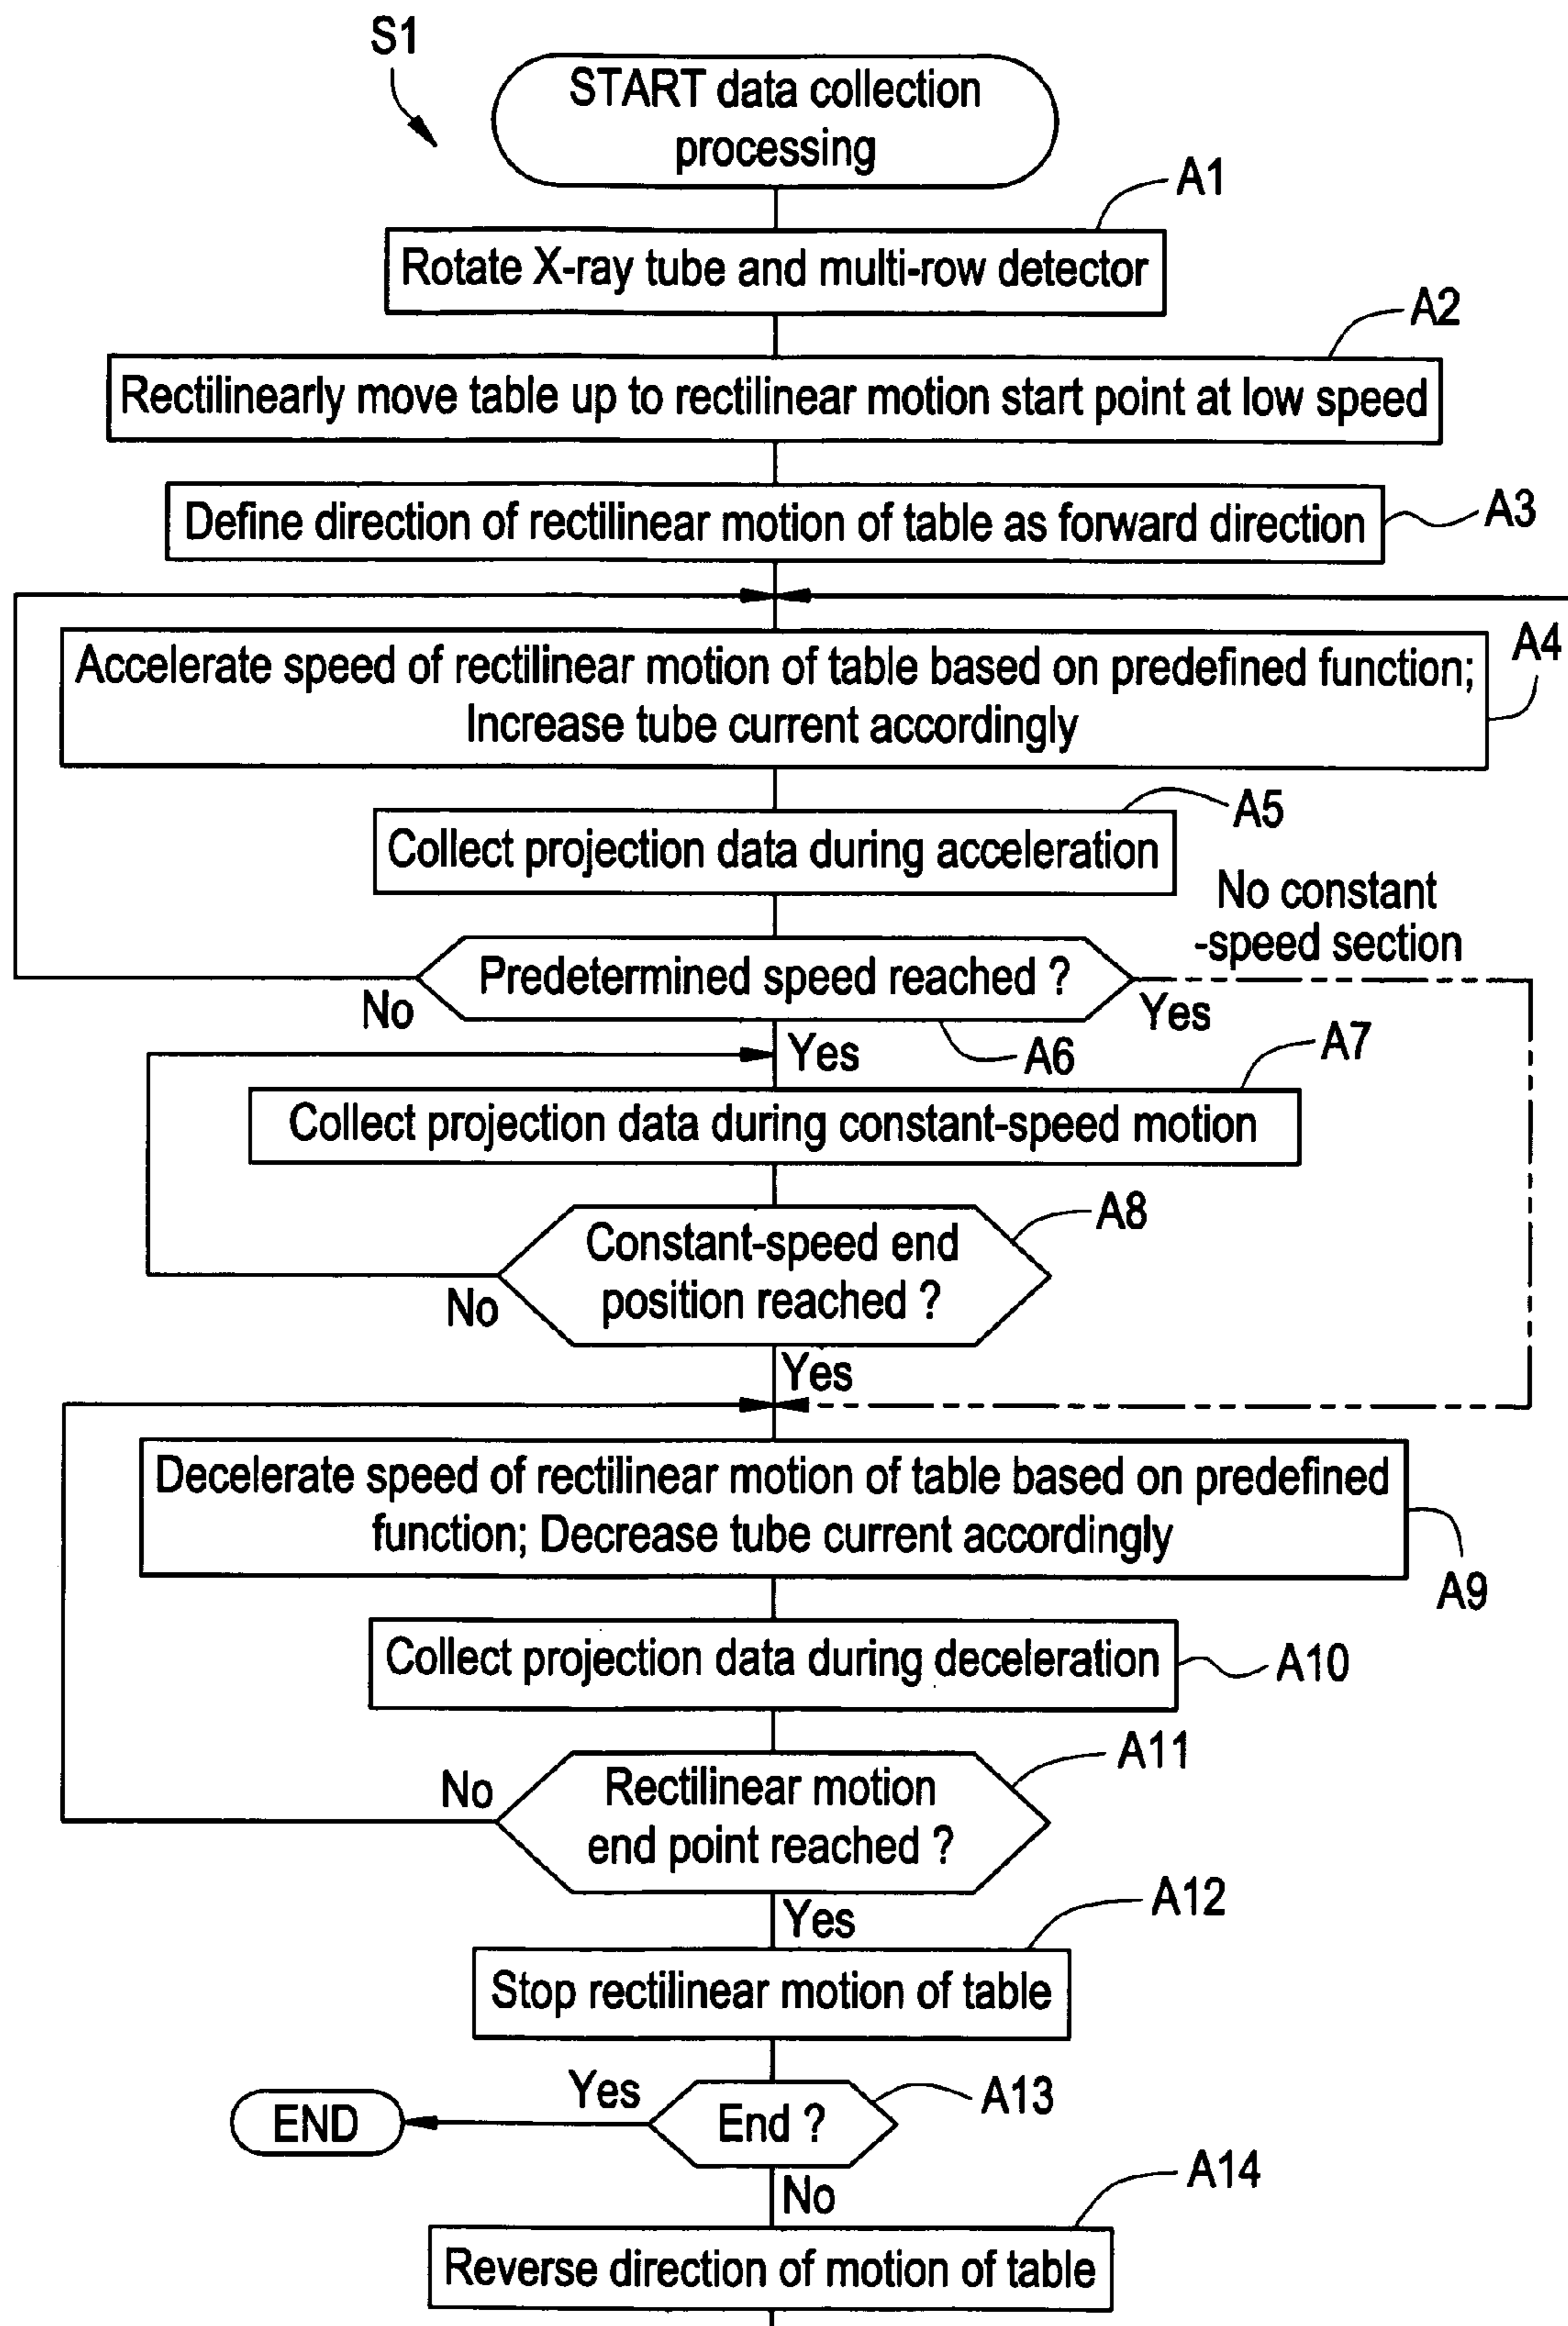 S1
START data collection
processing
A1
Rotate X-ray tube and multi-row detector
A2
Rectilinearly move table up to rectilinear motion start point at low speed
Define direction of rectilinear motion of table as forward direction
A3
Accelerate speed of rectilinear motion of table based on predefined function;
Increase tube current accordingly
A4
A5
Collect projection data during acceleration
No constant
-speed section
Predetermined speed reached ?
No
Yes
Yes
A6
A7
Collect projection data during constant-speed motion
A8
Constant-speed end
position reached ?
No
Yes
Decelerate speed of rectilinear motion of table based on predefined
function; Decrease tube current accordingly
A9
Collect projection data during deceleration
A10
A11
Rectilinear motion
end point reached ?
No
Yes
A12
Stop rectilinear motion of table
Yes
A13
END
End ?
No
A14
Reverse direction of motion of table